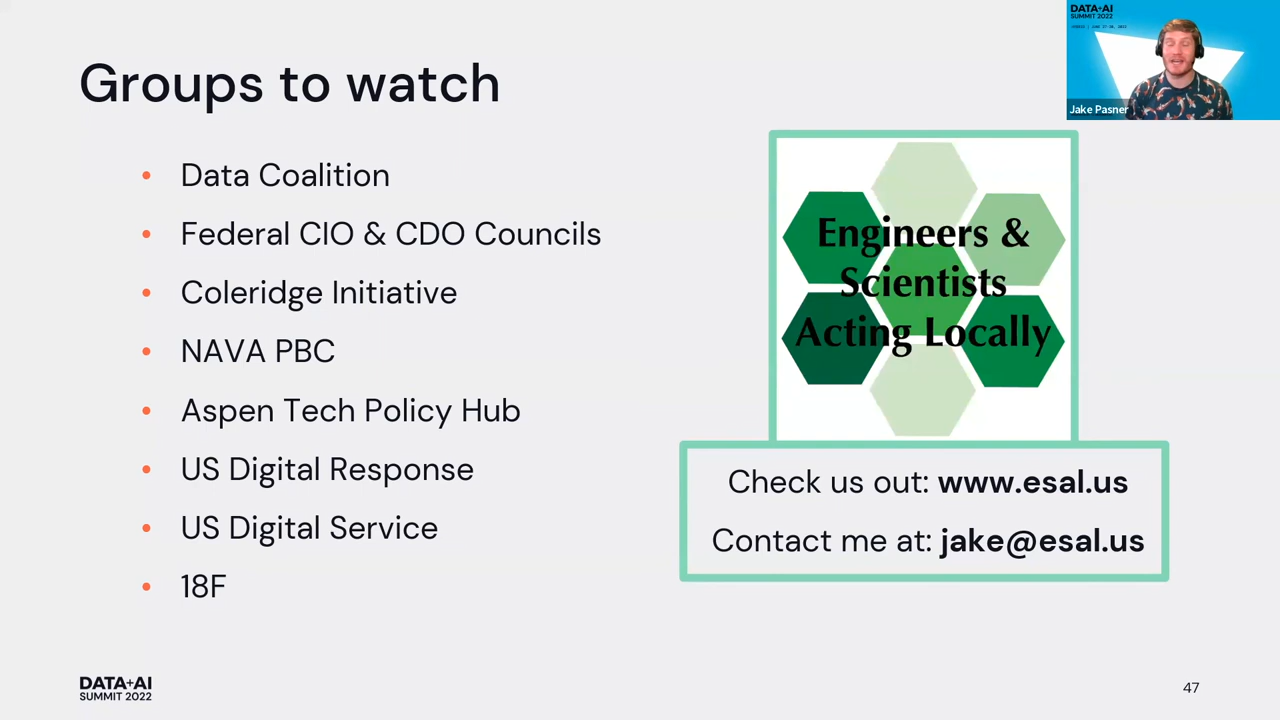 Groups to watch
• Data Coalition
• Federal CIO & CDO Councils
• Coleridge Initiative
• NAVA PBC
• Aspen Tech Policy Hub
• US Digital Response
• US Digital Service
• 18F
Engineers &
Scientists
Acting Locally
Check us out: www.esal.us
Contact me at: jake@esal.us
DATA+AI
SUMMIT 2022
Jake Pasner
DATA+AI
SUMMIT 2022
47